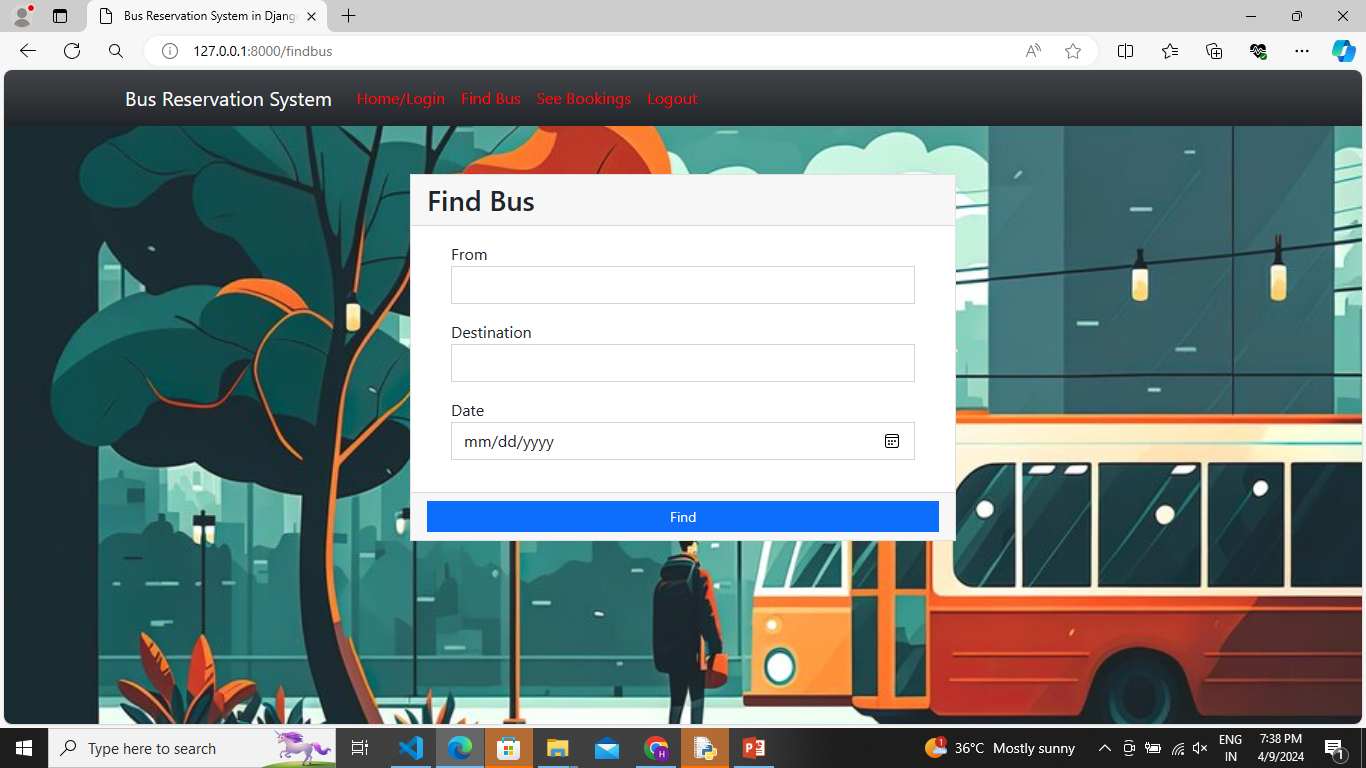 Bus Reservation System in Djang
127.0.0.1:8000/findbus
Bus Reservation System Home/Login Find Bus See Bookings Logout
Find Bus
From
Destination
Date
mm/dd/yyyy
Find
Type here to search
1
36°C Mostly sunny
ENG
IN
7:38 PM
4/9/2024
1